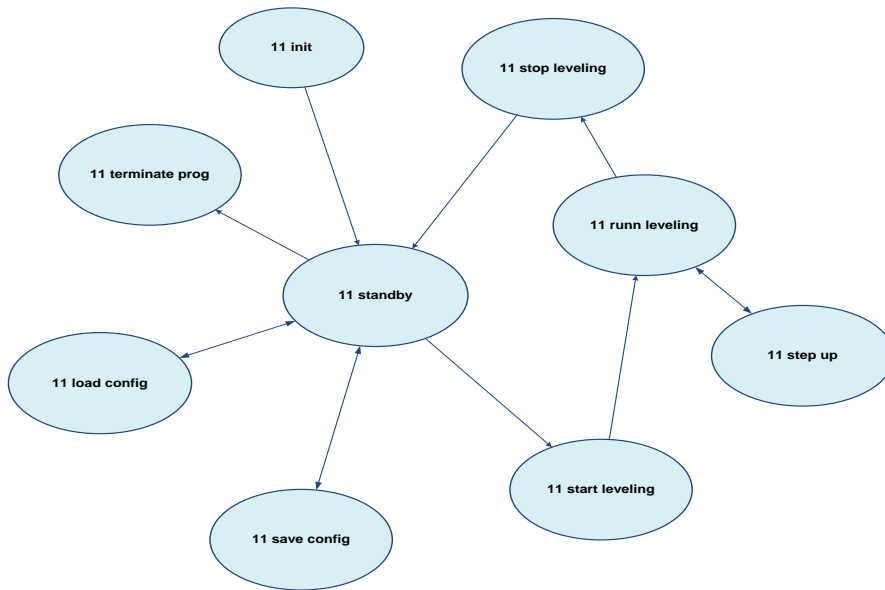 11 init
11 stop leveling
11 terminate prog
11 runn leveling
11 standby
11 step up
11 load config
11 start leveling
11 save config